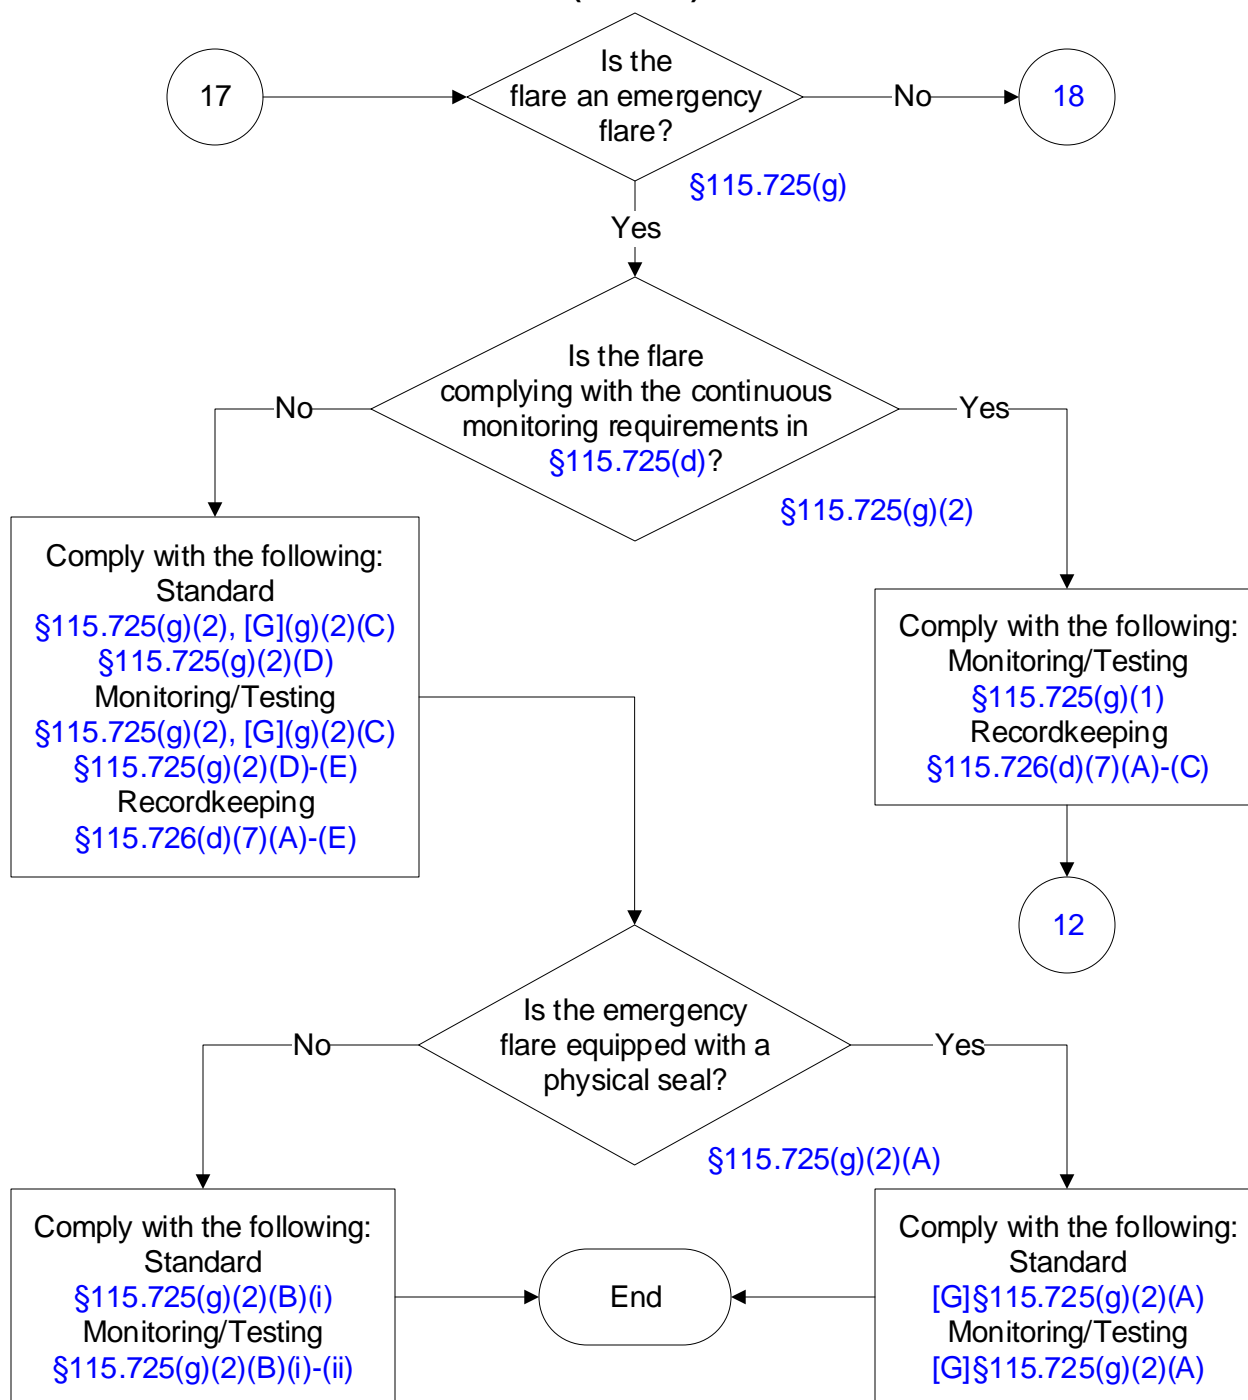 17
Is the
flare an emergency
flare?
No
18
§115.725(g)
Yes
Is the flare
complying with the continuous
monitoring requirements in
§115.725(d)?
No
Yes
§115.725(g)(2)
Comply with the following:
Standard
§115.725(g)(2), [G](g)(2)(C)
§115.725(g)(2)(D)
Monitoring/Testing
§115.725(g)(2), [G](g)(2)(C)
§115.725(g)(2)(D)-(E)
Recordkeeping
§115.726(d)(7)(A)-(E)
Comply with the following:
Monitoring/Testing
§115.725(g)(1)
Recordkeeping
§115.726(d)(7)(A)-(C)
12
Is the emergency
flare equipped with a
physical seal?
No
Yes
§115.725(g)(2)(A)
Comply with the following:
Standard
§115.725(g)(2)(B)(i)
Monitoring/Testing
§115.725(g)(2)(B)(i)-(ii)
End
Comply with the following:
Standard
[G]§115.725(g)(2)(A)
Monitoring/Testing
[G]§115.725(g)(2)(A)